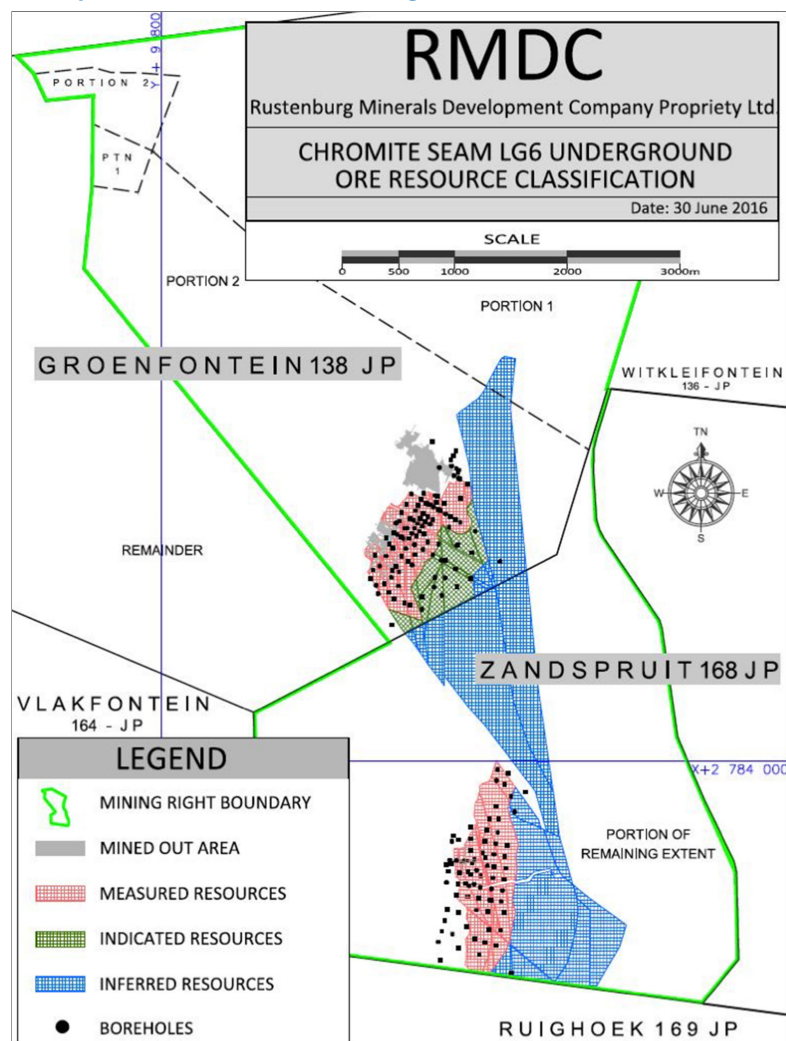 Y + 9 800
RMDC
Rustenburg Minerals Development Company Propriety Ltd.
CHROMITE SEAM LG6 UNDERGROUND
ORE RESOURCE CLASSIFICATION
Date: 30 June 2016
SCALE
0 500 1000 2000 3000m
PORTION 2
PTN
1
PORTION 2
PORTION 1
GROENFONTEIN 138 JP
WITKLEIFONTEIN
136 - JP
TN
W E
S
REMAINDER
ZANDSPRUIT 168 JP
VLAKFONTEIN
164 - JP
X+2 784 000
PORTION OF
REMAINING EXTENT
LEGEND
MINING RIGHT BOUNDARY
MINED OUT AREA
MEASURED RESOURCES
INDICATED RESOURCES
INFERRED RESOURCES
BOREHOLES
RUIGHOEK 169 JP